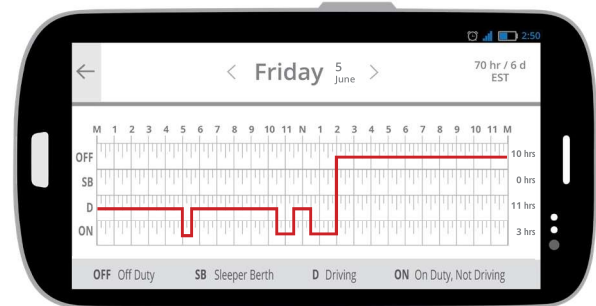 2:50
Friday 5 June
70 hr / 6 d
EST
M 1 2 3 4 5 6 7 8 9 10 11 N 1 2 3 4 5 6 7 8 9 10 11 M
OFF 10 hrs
SB 0 hrs
D 11 hrs
ON 3 hrs
OFF Off Duty SB Sleeper Berth D Driving ON On Duty, Not Driving